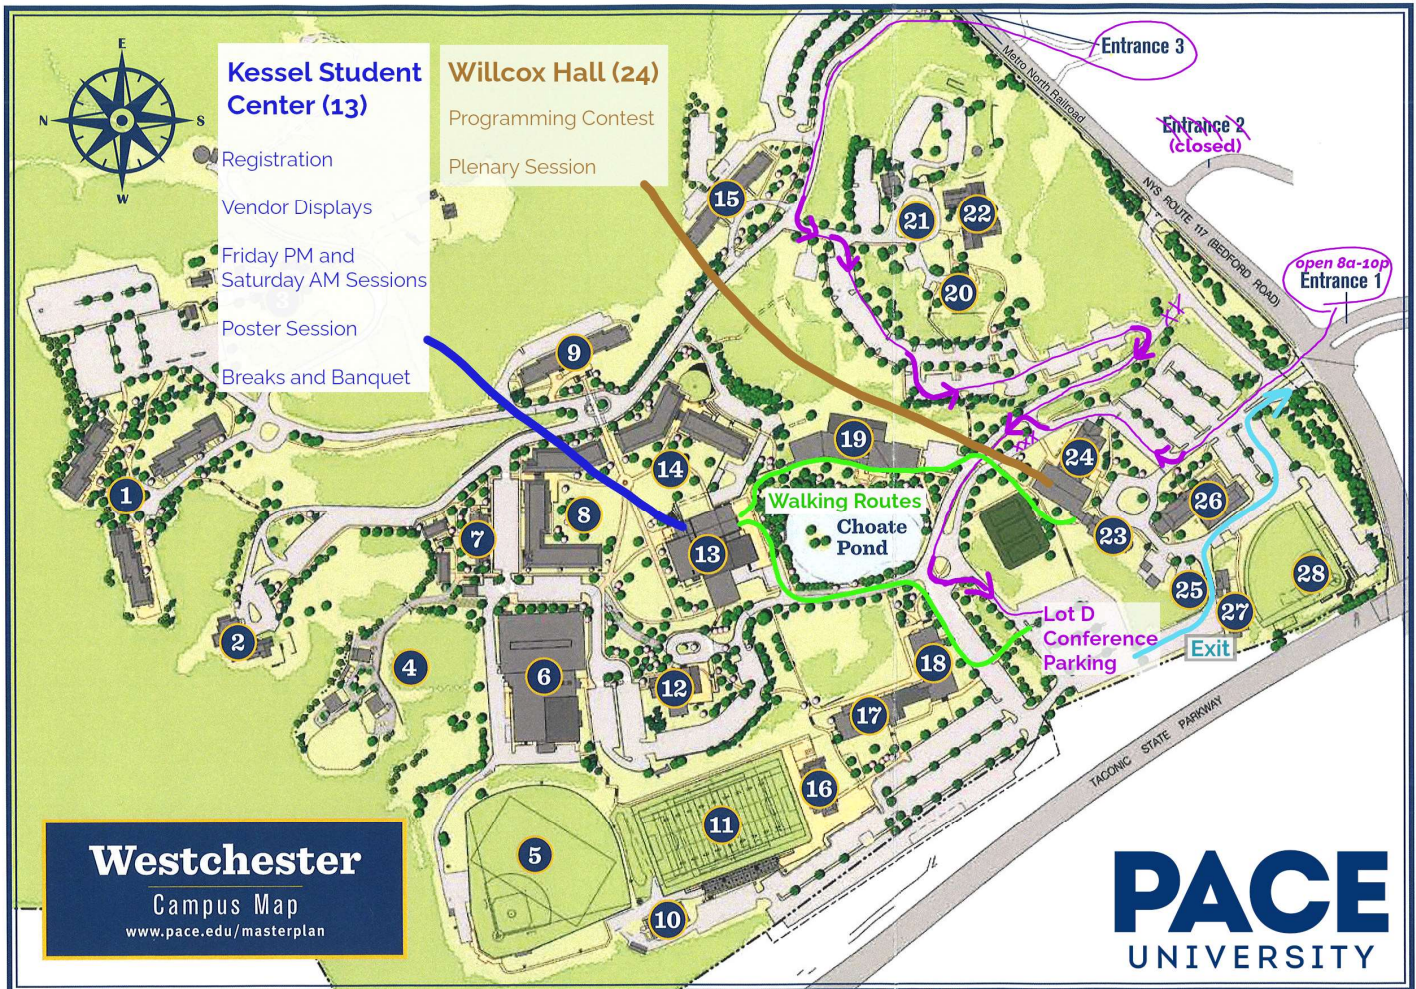 E
N
S
W
Kessel Student
Center (13)
Registration
Vendor Displays
Friday PM and
Saturday AM Sessions
Poster Session
Breaks and Banquet
Willcox Hall (24)
Programming Contest
Plenary Session
Entrance 3
Metro North Railroad
Entrance 2
(closed)
NYS ROUTE 117 (BEDFORD ROAD)
open 8a-10p
Entrance 1
15
21
22
20
9
19
24
14
1
26
8
Walking Routes
Choate
Pond
7
13
23
28
25
27
Lot D
Conference
Parking
Exit
2
4
6
12
18
17
16
11
5
10
TACONIC STATE PARKWAY
Westchester
Campus Map
www.pace.edu/masterplan
PACE
UNIVERSITY